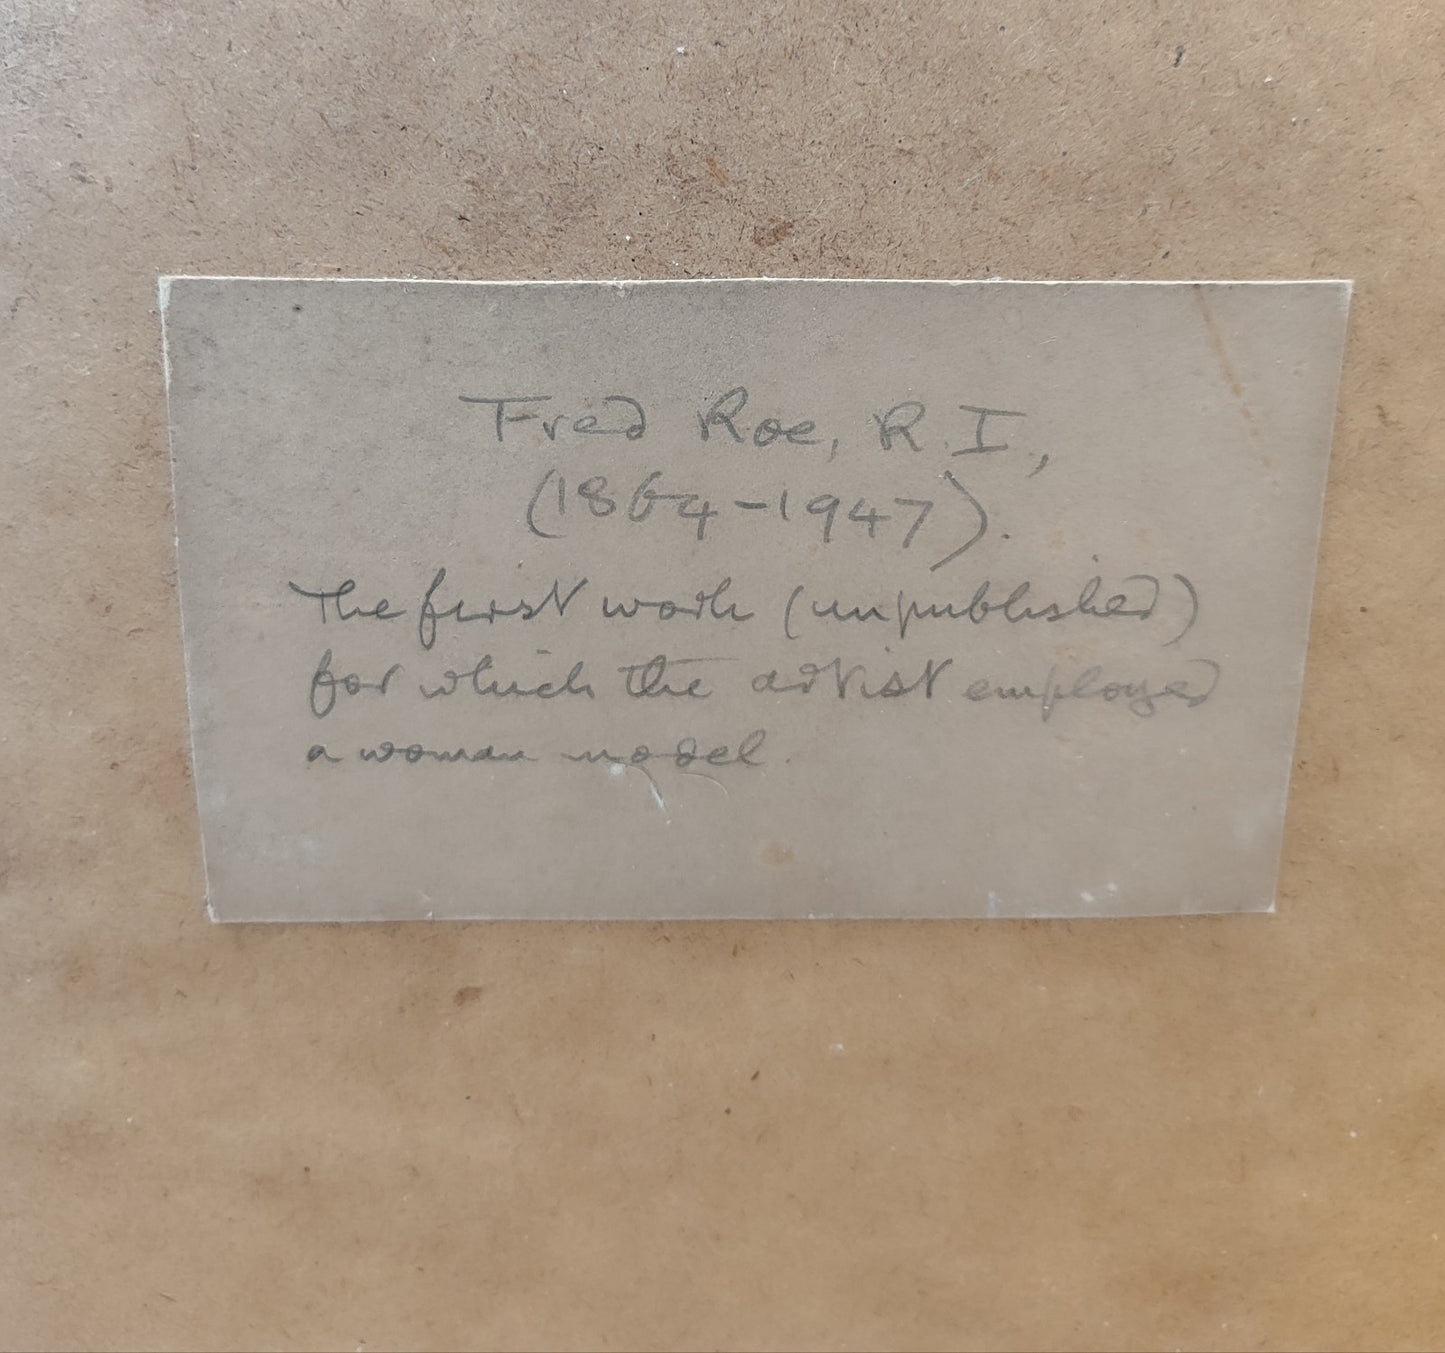 Fred Roe, R.I.,
(1864-1947).
The first work (unpublished)
for which the artist employed
a woman model.